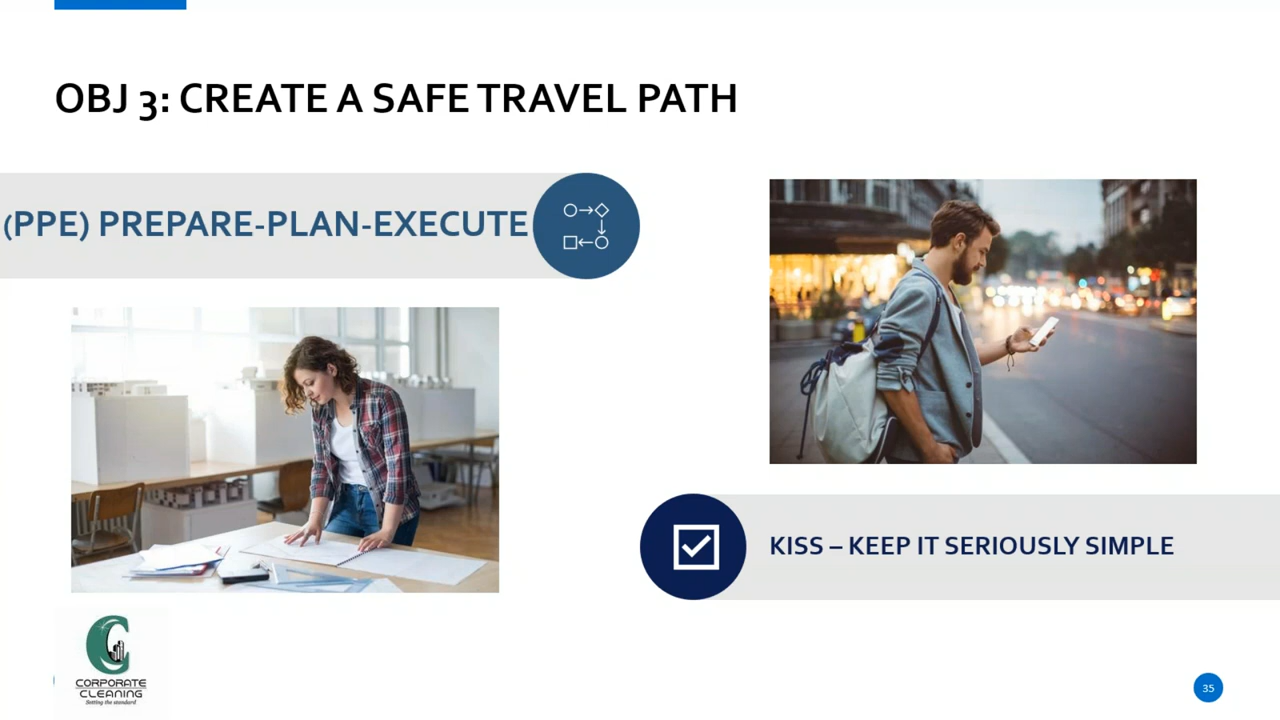 OBJ 3: CREATE A SAFE TRAVEL PATH
(PPE) PREPARE-PLAN-EXECUTE
KISS – KEEP IT SERIOUSLY SIMPLE
CORPORATE
CLEANING
Setting the standard
35